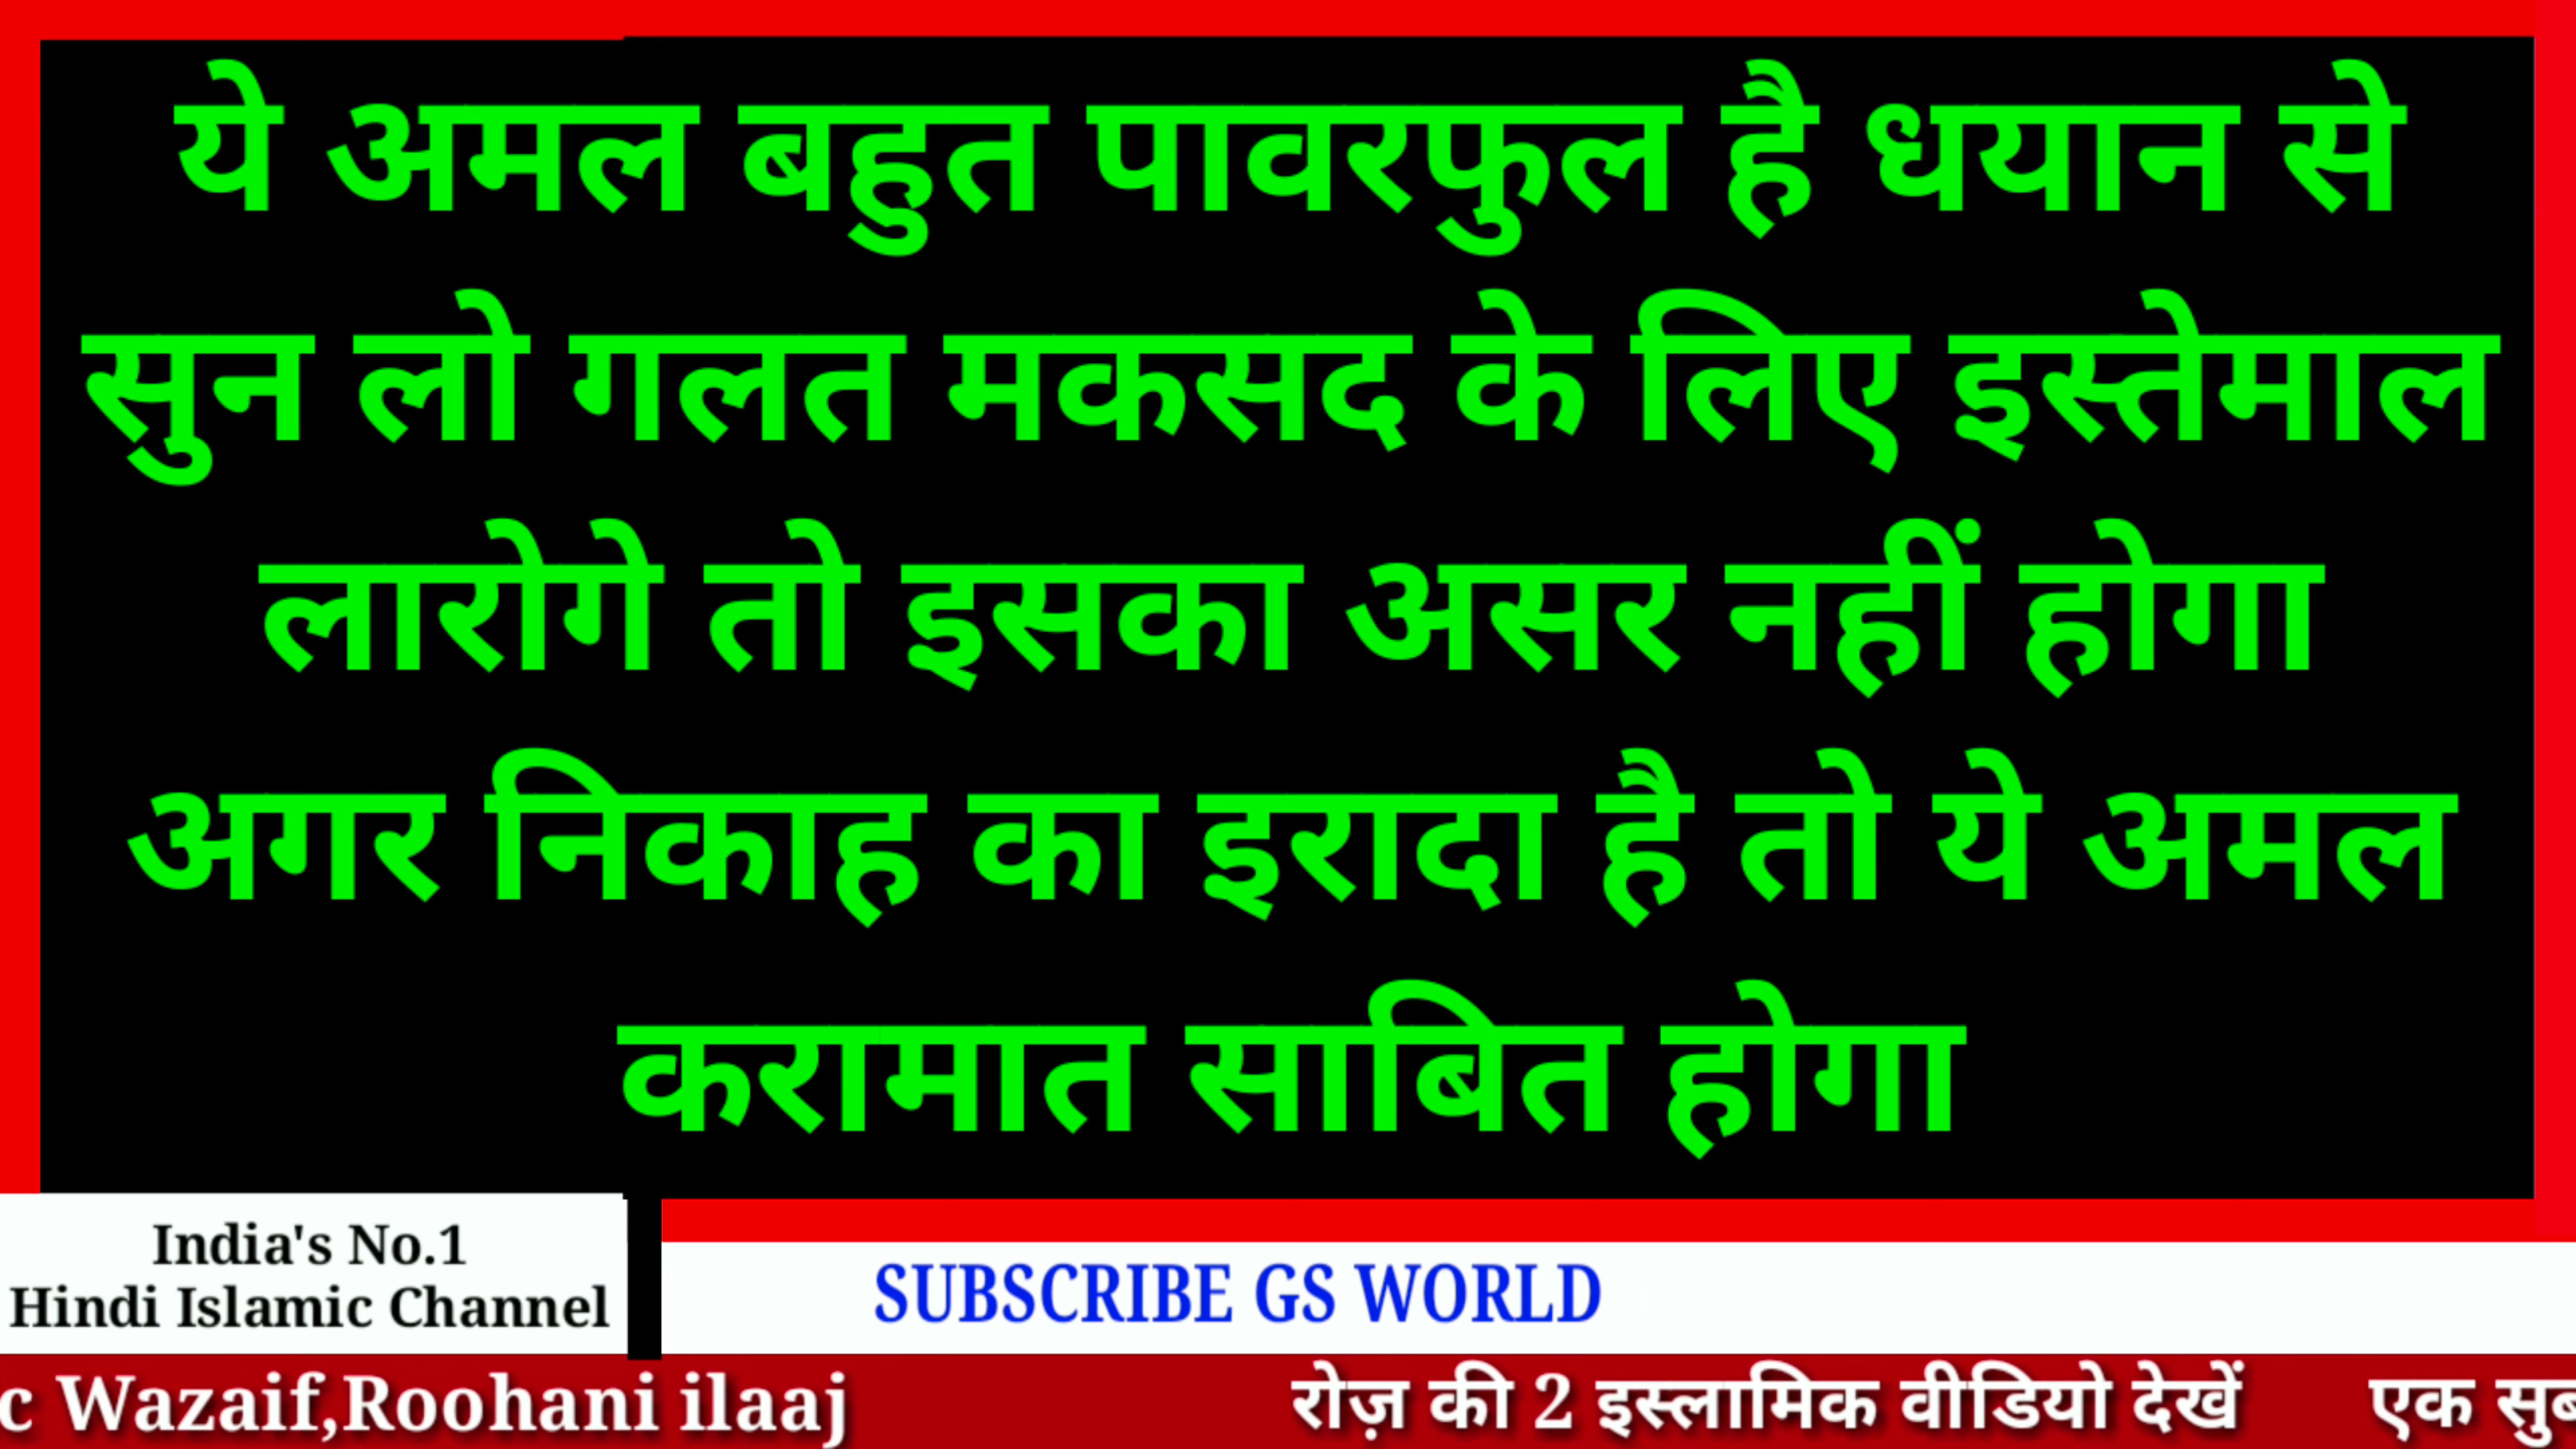 ये अमल बहुत पावरफुल है धयान से
सुन लो गलत मकसद के लिए इस्तेमाल
लारोगे तो इसका असर नहीं होगा
अगर निकाह का इरादा है तो ये अमल
करामात साबित होगा
India's No.1
Hindi Islamic Channel
SUBSCRIBE GS WORLD
c Wazaif,Roohani ilaaj रोज़ की 2 इस्लामिक वीडियो देखें एक सुब